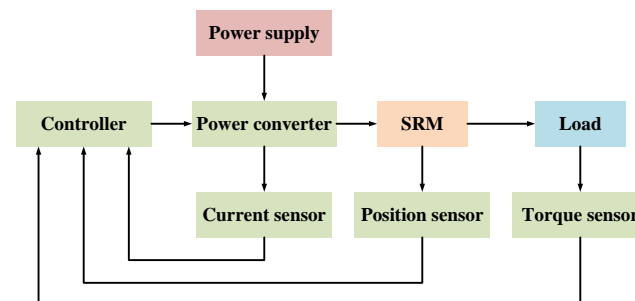 Power supply
Controller
Power converter
SRM
Load
Current sensor
Position sensor
Torque sensor